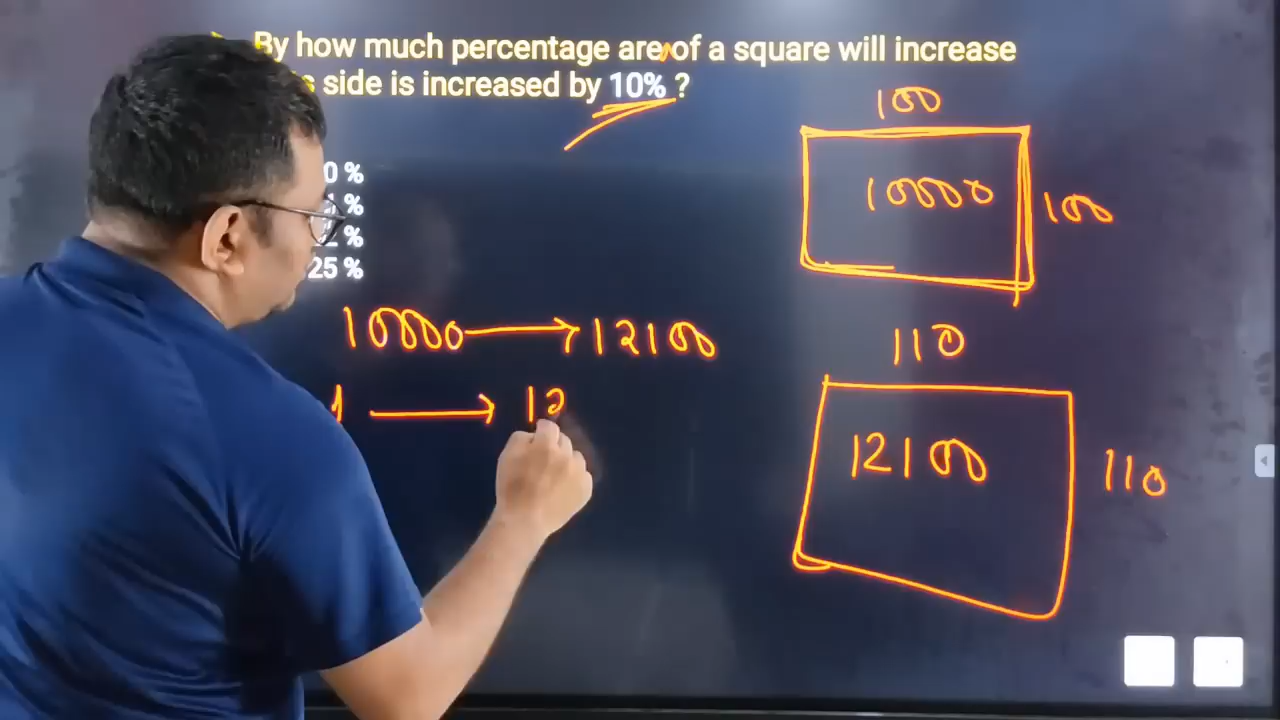 By how much percentage are of a square will increase
side is increased by 10% ?
%
%
%
25 %
100
10000
100
10000 → 12100
1 → 12
110
12100
110